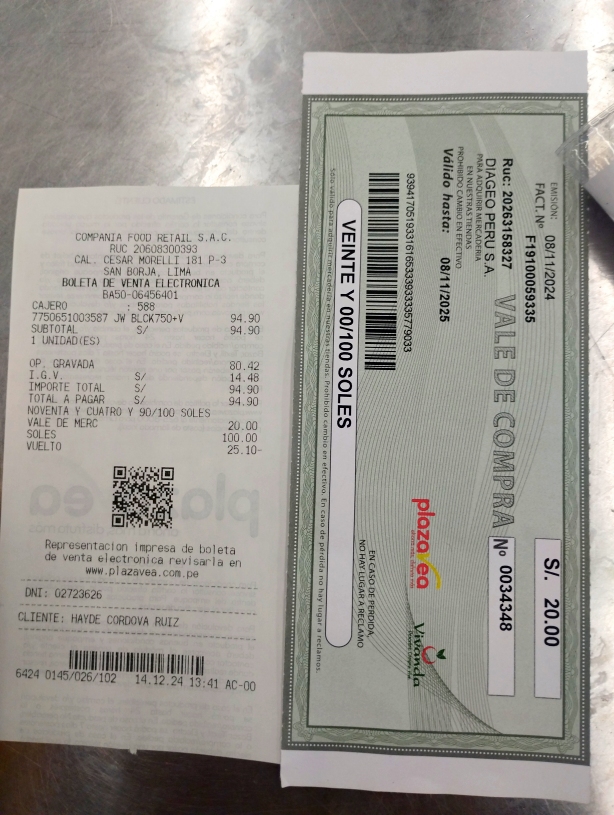 COMPANIA FOOD RETAIL S.A.C.
RUC 20608300393
CAL. CESAR MORELLI 181 P-3
SAN BORJA, LIMA
BOLETA DE VENTA ELECTRONICA
BA50-06456401
CAJERO : 588
7750651003587 JW BLCK750+V 94.90
SUBTOTAL S/ 94.90
1 UNIDAD(ES)
OP. GRAVADA 80.42
I.G.V. S/ 14.48
IMPORTE TOTAL S/ 94.90
TOTAL A PAGAR S/ 94.90
NOVENTA Y CUATRO Y 90/100 SOLES
VALE DE MERC 20.00
SOLES 100.00
VUELTO 25.10-
Representacion impresa de boleta
de venta electronica revisarla en
www.plazavea.com.pe
DNI: 02723626
CLIENTE: HAYDE CORDOVA RUIZ
6424 0145/026/102 14.12.24 13:41 AC-00
EMISIÓN: 08/11/2024
FACT. Nº F19100059335
VALE DE COMPRA
S/. 20.00
Nº 0034348
Ruc: 20263158327
DIAGEO PERU S.A.
PARA ADQUIRIR MERCADERIA
EN NUESTRAS TIENDAS
PROHIBIDO CAMBIO EN EFECTIVO
Válido hasta: 08/11/2025
plazavea
Vivanda
VEINTE Y 00/100 SOLES
EN CASO DE PERDIDA,
NO HAY LUGAR A RECLAMO
Sólo válido para adquirir mercadería en nuestras tiendas. Prohibido cambio en efectivo. En caso de pérdida no hay lugar a reclamos.